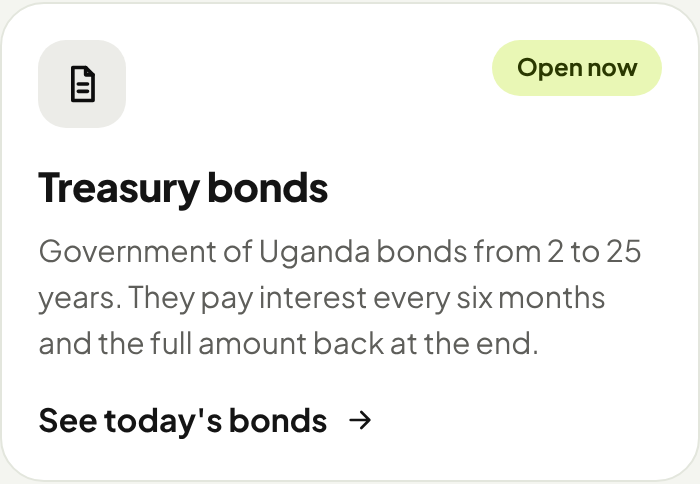 Open now
Treasury bonds
Government of Uganda bonds from 2 to 25
years. They pay interest every six months
and the full amount back at the end.
See today's bonds →